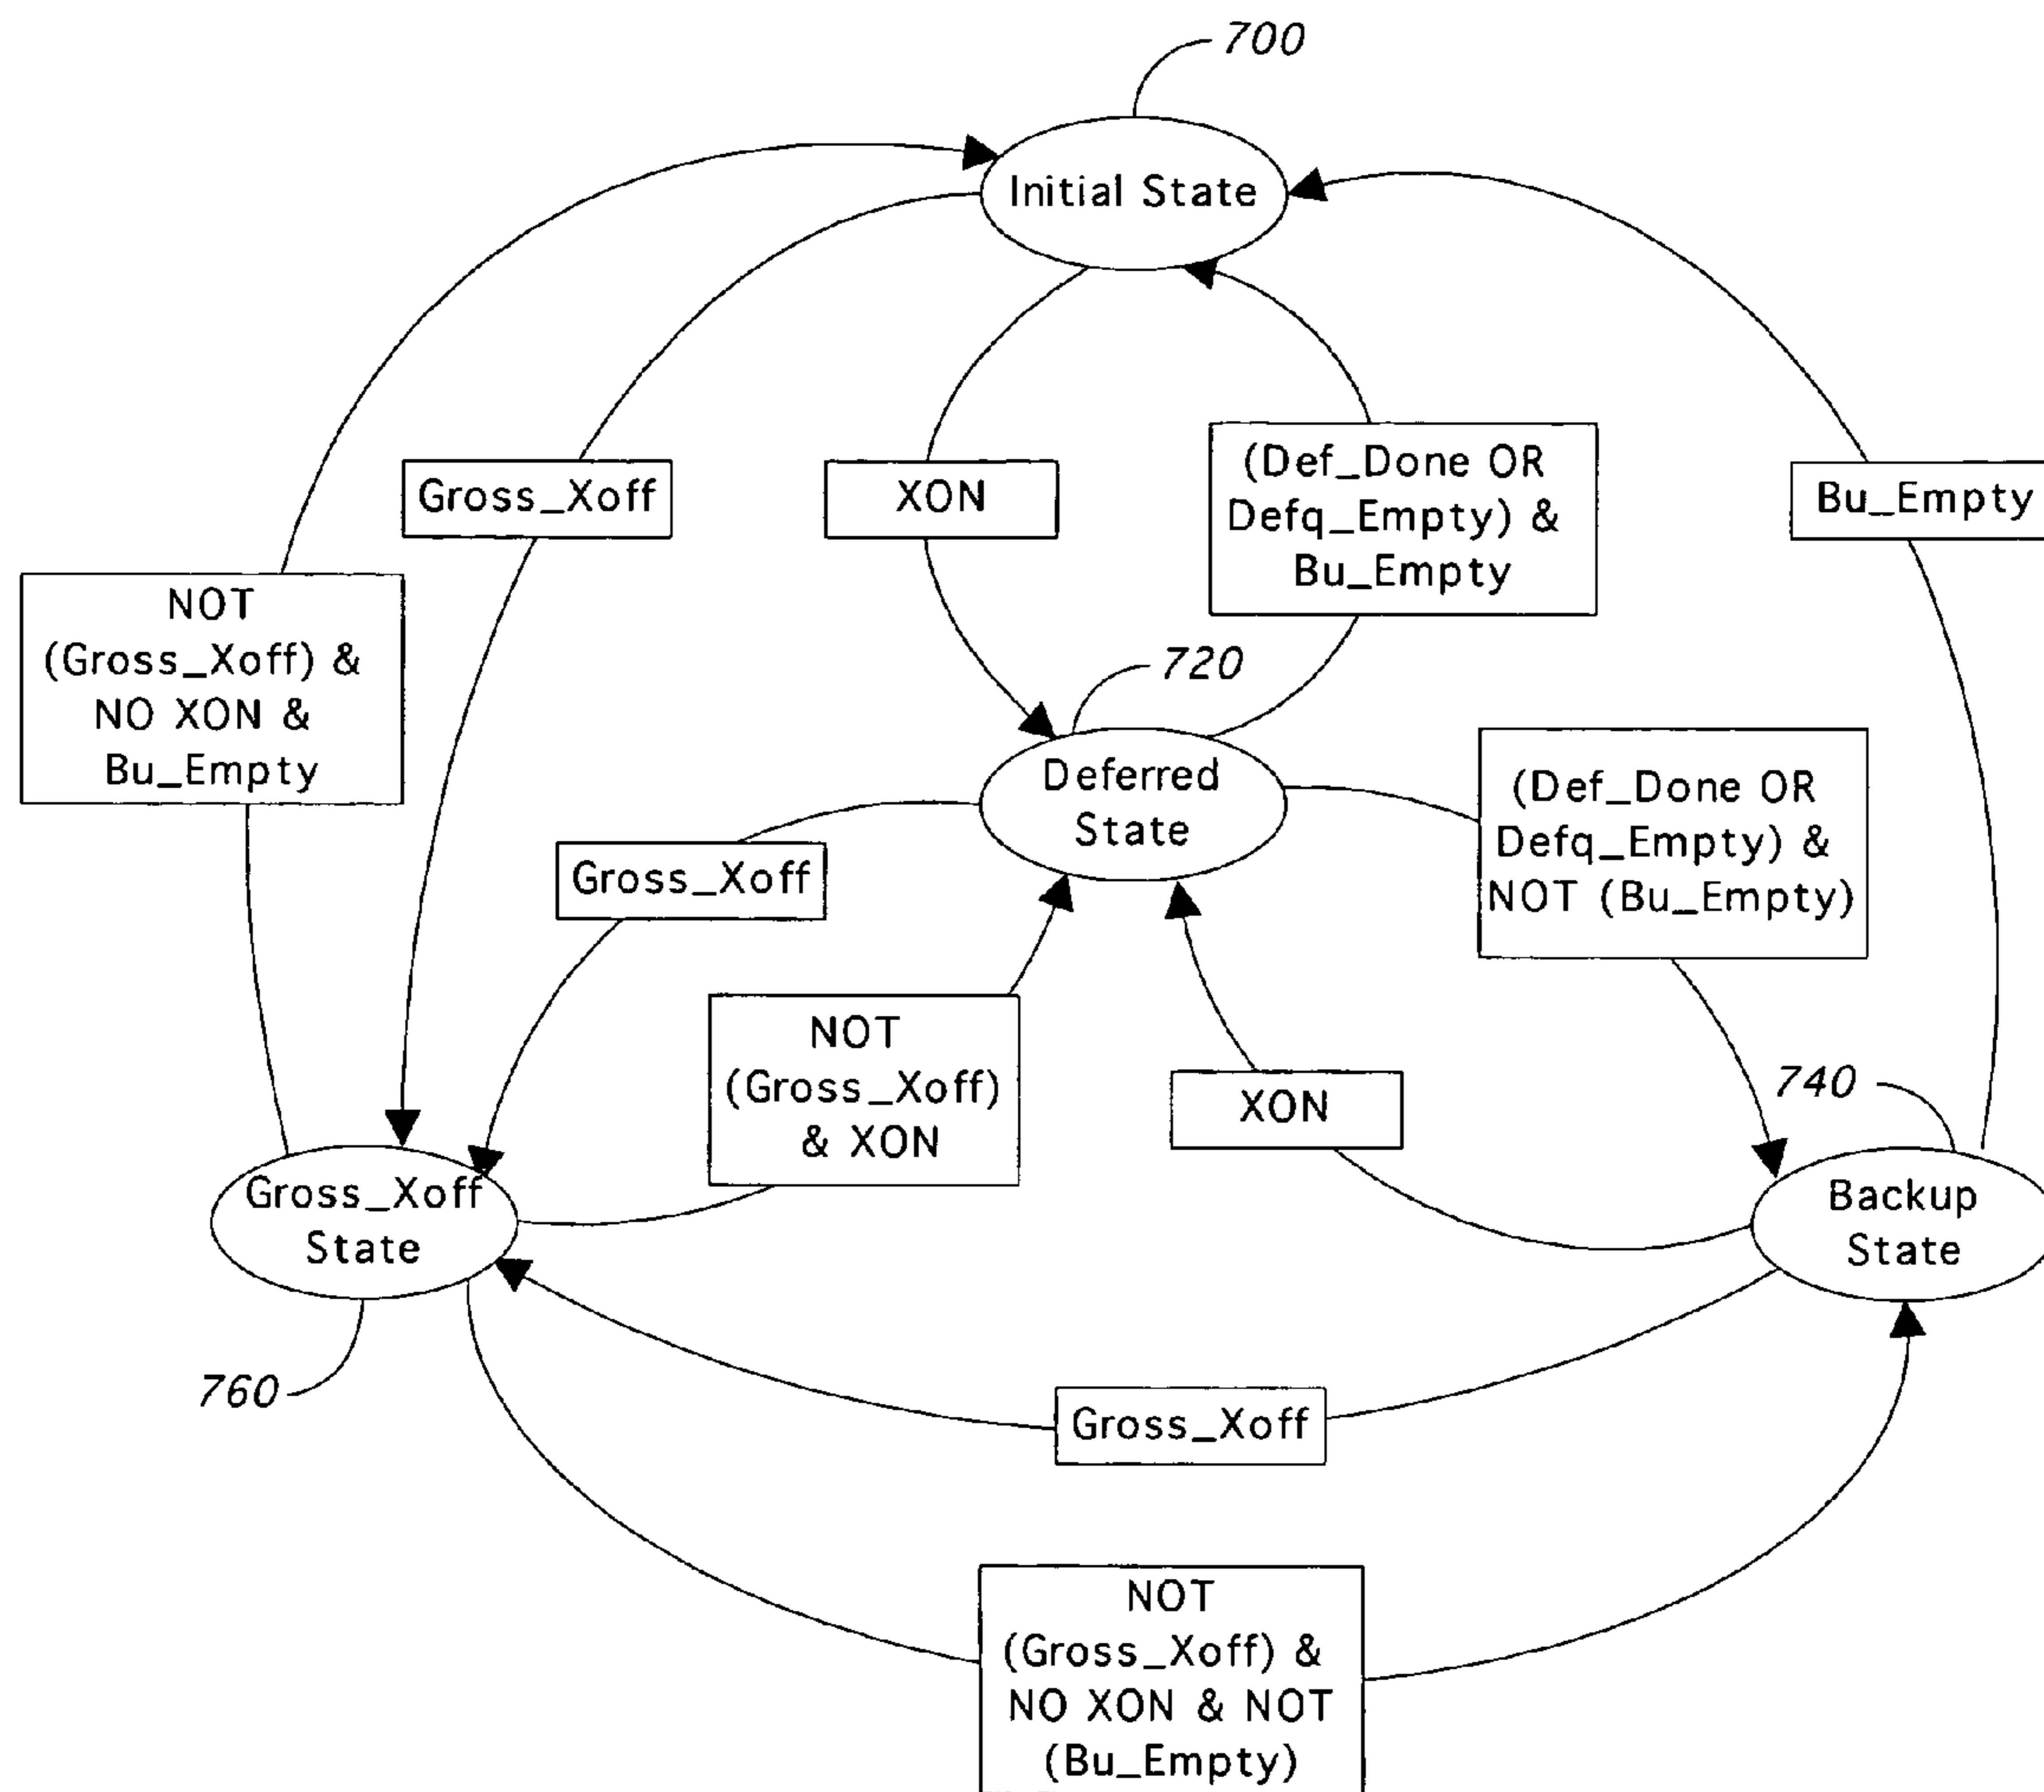 700
Initial State
Gross_Xoff
XON
(Def_Done OR
Defq_Empty) &
Bu_Empty
Bu_Empty
NOT
(Gross_Xoff) &
NO XON &
Bu_Empty
720
Deferred
State
(Def_Done OR
Defq_Empty) &
NOT (Bu_Empty)
Gross_Xoff
NOT
(Gross_Xoff)
& XON
XON
740
Gross_Xoff
State
Backup
State
760
Gross_Xoff
NOT
(Gross_Xoff) &
NO XON & NOT
(Bu_Empty)